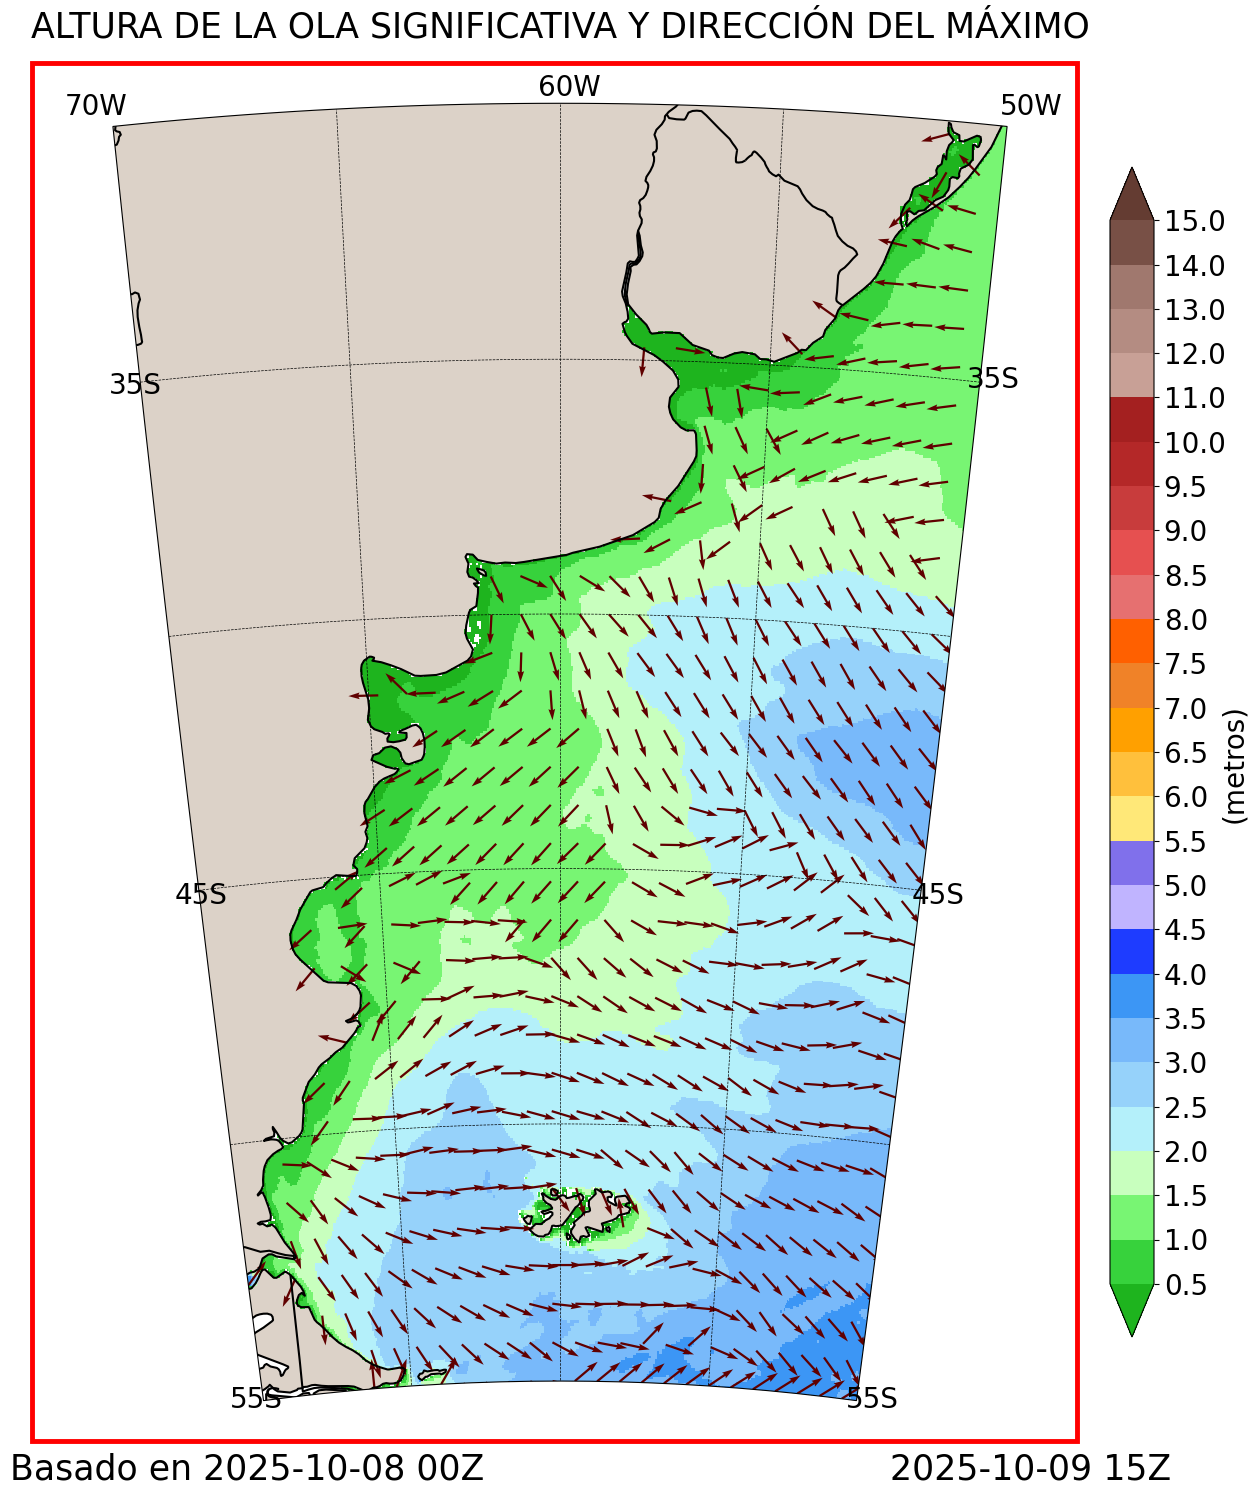 ALTURA DE LA OLA SIGNIFICATIVA Y DIRECCIÓN DEL MÁXIMO
70W
60W
50W
35S
35S
45S
45S
55S
55S
15.0
14.0
13.0
12.0
11.0
10.0
9.5
9.0
8.5
8.0
7.5
7.0
6.5
6.0
5.5
5.0
4.5
4.0
3.5
3.0
2.5
2.0
1.5
1.0
0.5
(metros)
Basado en 2025-10-08 00Z
2025-10-09 15Z